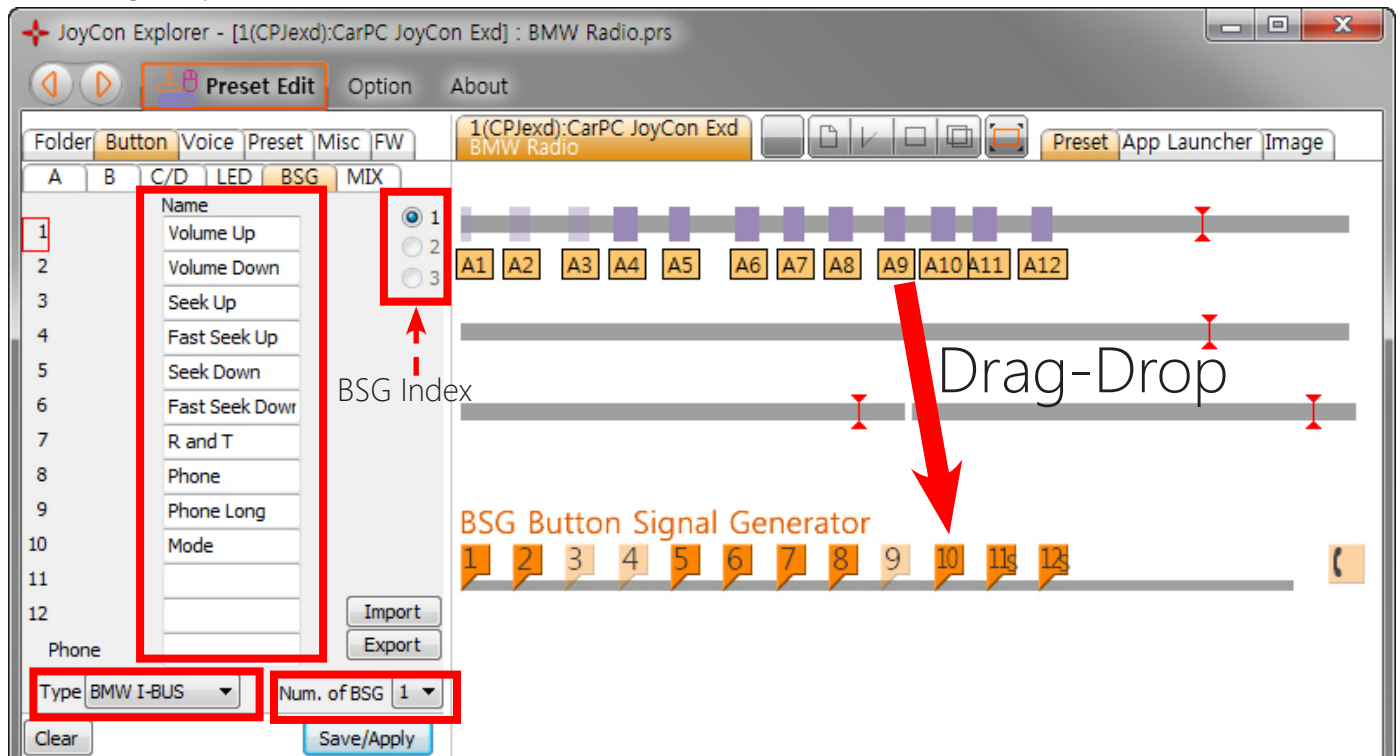 JoyCon Explorer - [1(CPJexd):CarPC JoyCon Exd] : BMW Radio.prs
Preset Edit Option About
Folder Button Voice Preset Misc FW
1(CPJexd):CarPC JoyCon Exd
BMW Radio
Preset App Launcher Image
A B C/D LED BSG MIX
Name
1 Volume Up
2 Volume Down
3 Seek Up
4 Fast Seek Up
5 Seek Down
6 Fast Seek Dowr
7 R and T
8 Phone
9 Phone Long
10 Mode
11
12
Phone
1
2
3
BSG Index
Import
Export
Type BMW I-BUS Num. of BSG 1
Clear Save/Apply
A1 A2 A3 A4 A5 A6 A7 A8 A9 A10 A11 A12
Drag-Drop
BSG Button Signal Generator
1 2 3 4 5 6 7 8 9 10 11s 12s